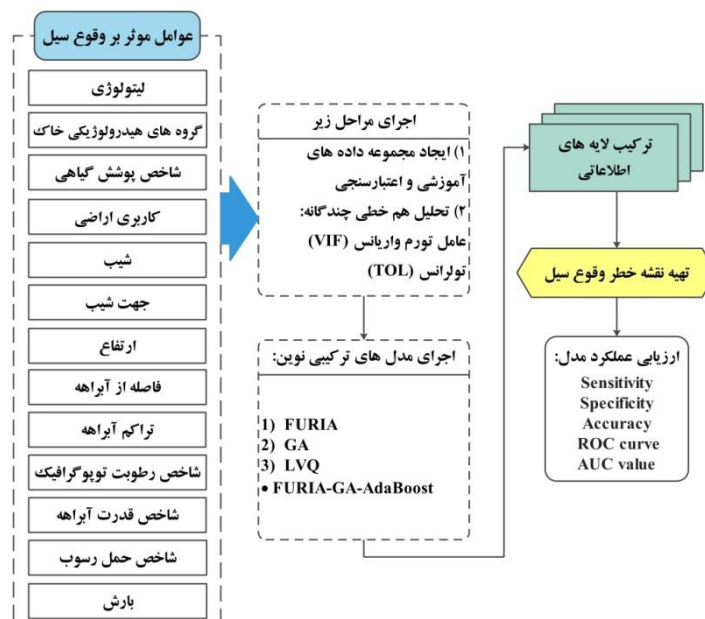 عوامل موثر بر وقوع سیل
لیتولوژی
گروه های هیدرولوژیکی خاک
شاخص پوشش گیاهی
کاربری اراضی
شیب
جهت شیب
ارتفاع
فاصله از آبراهه
تراکم آبراهه
شاخص رطوبت توپوگرافیک
شاخص قدرت آبراهه
شاخص حمل رسوب
بارش
اجرای مراحل زیر
۱) ایجاد مجموعه داده های
آموزشی و اعتبارسنجی
۲) تحلیل هم خطی چندگانه:
عامل تورم واریانس (VIF)
تولرانس (TOL)
اجرای مدل های ترکیبی نوین:
1) FURIA
2) GA
3) LVQ
• FURIA-GA-AdaBoost
ترکیب لایه های
اطلاعاتی
تهیه نقشه خطر وقوع سیل
ارزیابی عملکرد مدل:
Sensitivity
Specificity
Accuracy
ROC curve
AUC value